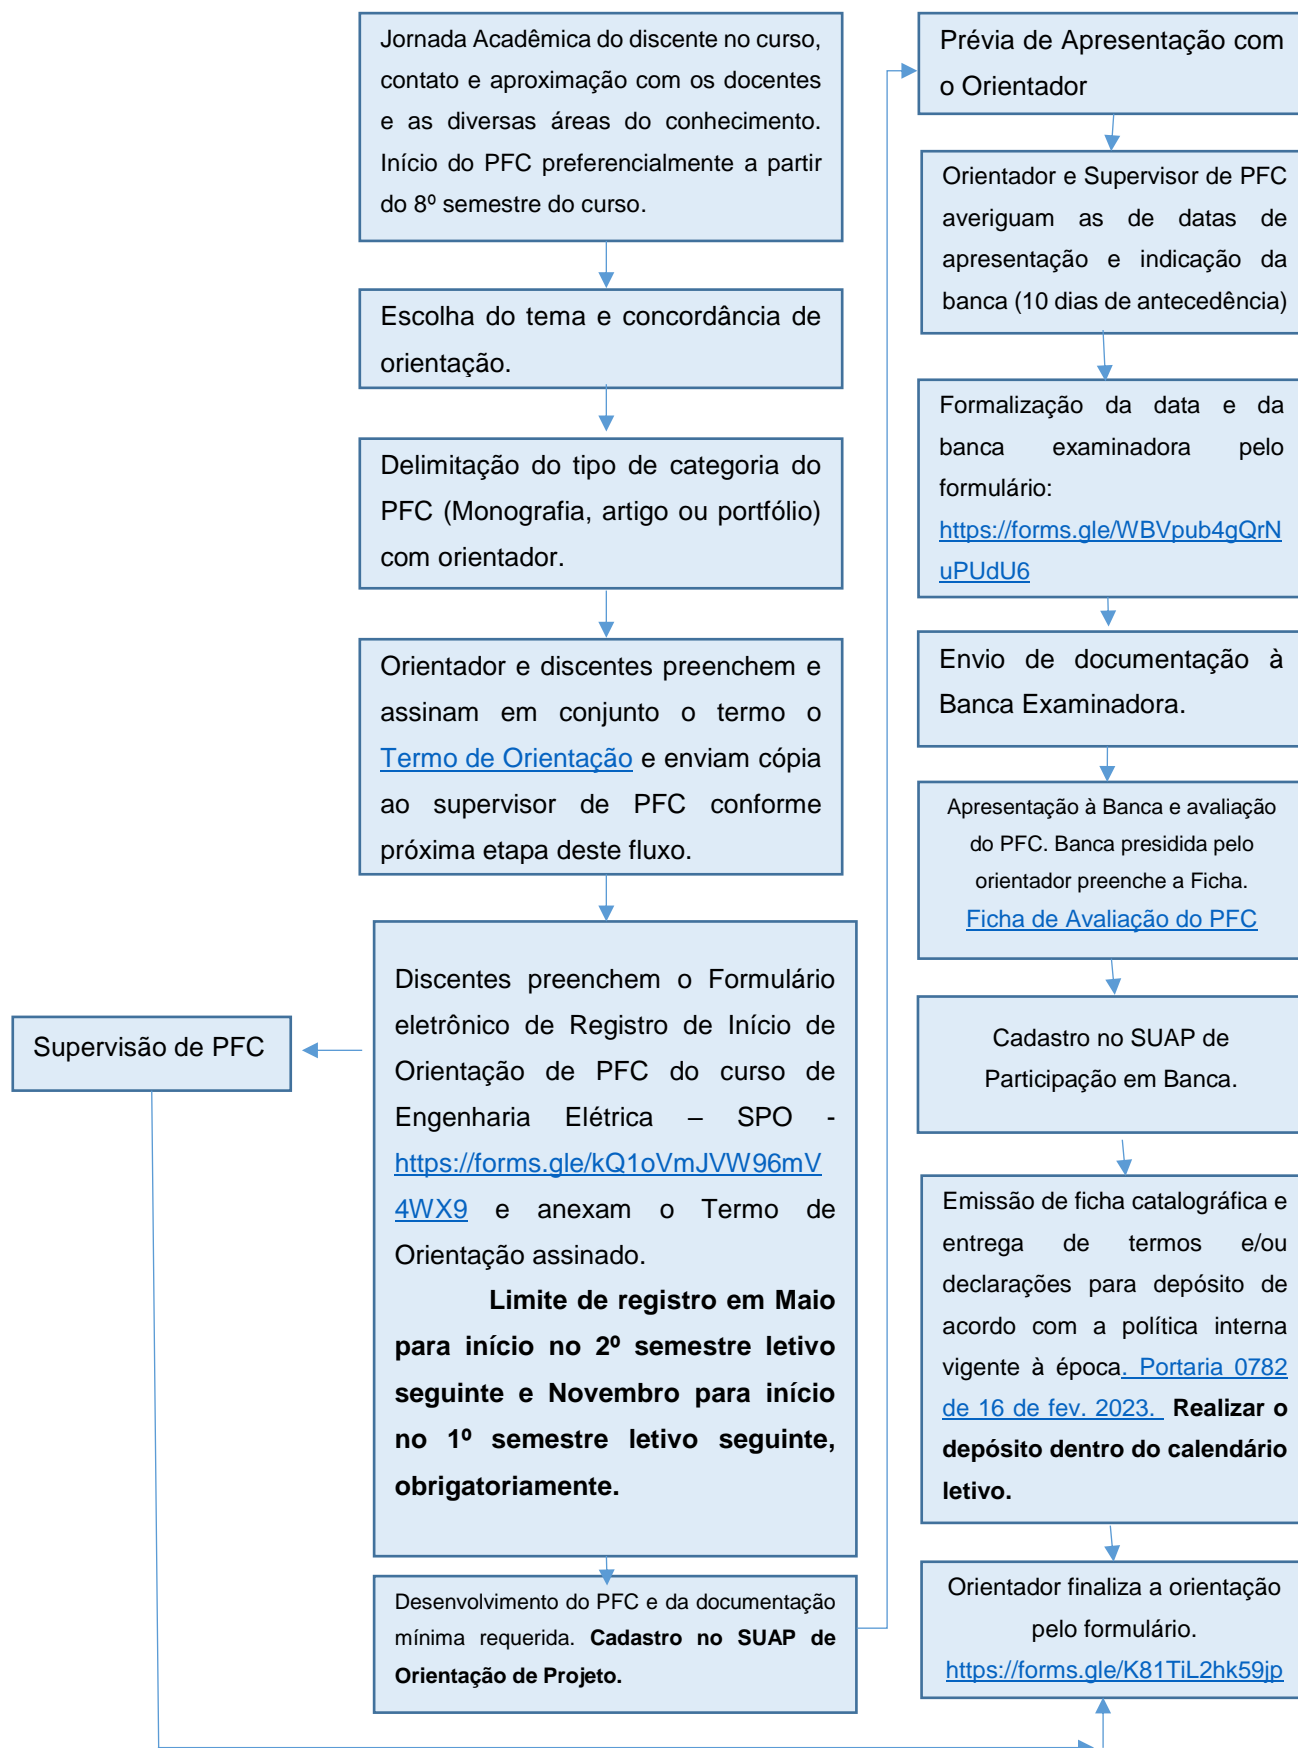 Jornada Acadêmica do discente no curso,
contato e aproximação com os docentes
e as diversas áreas do conhecimento.
Início do PFC preferencialmente a partir
do 8º semestre do curso.
Escolha do tema e concordância de
orientação.
Delimitação do tipo de categoria do
PFC (Monografia, artigo ou portfólio)
com orientador.
Orientador e discentes preenchem e
assinam em conjunto o termo o
Termo de Orientação e enviam cópia
ao supervisor de PFC conforme
próxima etapa deste fluxo.
Discentes preenchem o Formulário
eletrônico de Registro de Início de
Orientação de PFC do curso de
Engenharia Elétrica – SPO -
https://forms.gle/kQ1oVmJVW96mV
4WX9 e anexam o Termo de
Orientação assinado.
Limite de registro em Maio
para início no 2º semestre letivo
seguinte e Novembro para início
no 1º semestre letivo seguinte,
obrigatoriamente.
Supervisão de PFC
Desenvolvimento do PFC e da documentação
mínima requerida. Cadastro no SUAP de
Orientação de Projeto.
Prévia de Apresentação com
o Orientador
Orientador e Supervisor de PFC
averiguam as de datas de
apresentação e indicação da
banca (10 dias de antecedência)
Formalização da data e da
banca examinadora pelo
formulário:
https://forms.gle/WBVpub4gQrN
uPUdU6
Envio de documentação à
Banca Examinadora.
Apresentação à Banca e avaliação
do PFC. Banca presidida pelo
orientador preenche a Ficha.
Ficha de Avaliação do PFC
Cadastro no SUAP de
Participação em Banca.
Emissão de ficha catalográfica e
entrega de termos e/ou
declarações para depósito de
acordo com a política interna
vigente à época. Portaria 0782
de 16 de fev. 2023. Realizar o
depósito dentro do calendário
letivo.
Orientador finaliza a orientação
pelo formulário.
https://forms.gle/K81TiL2hk59jp